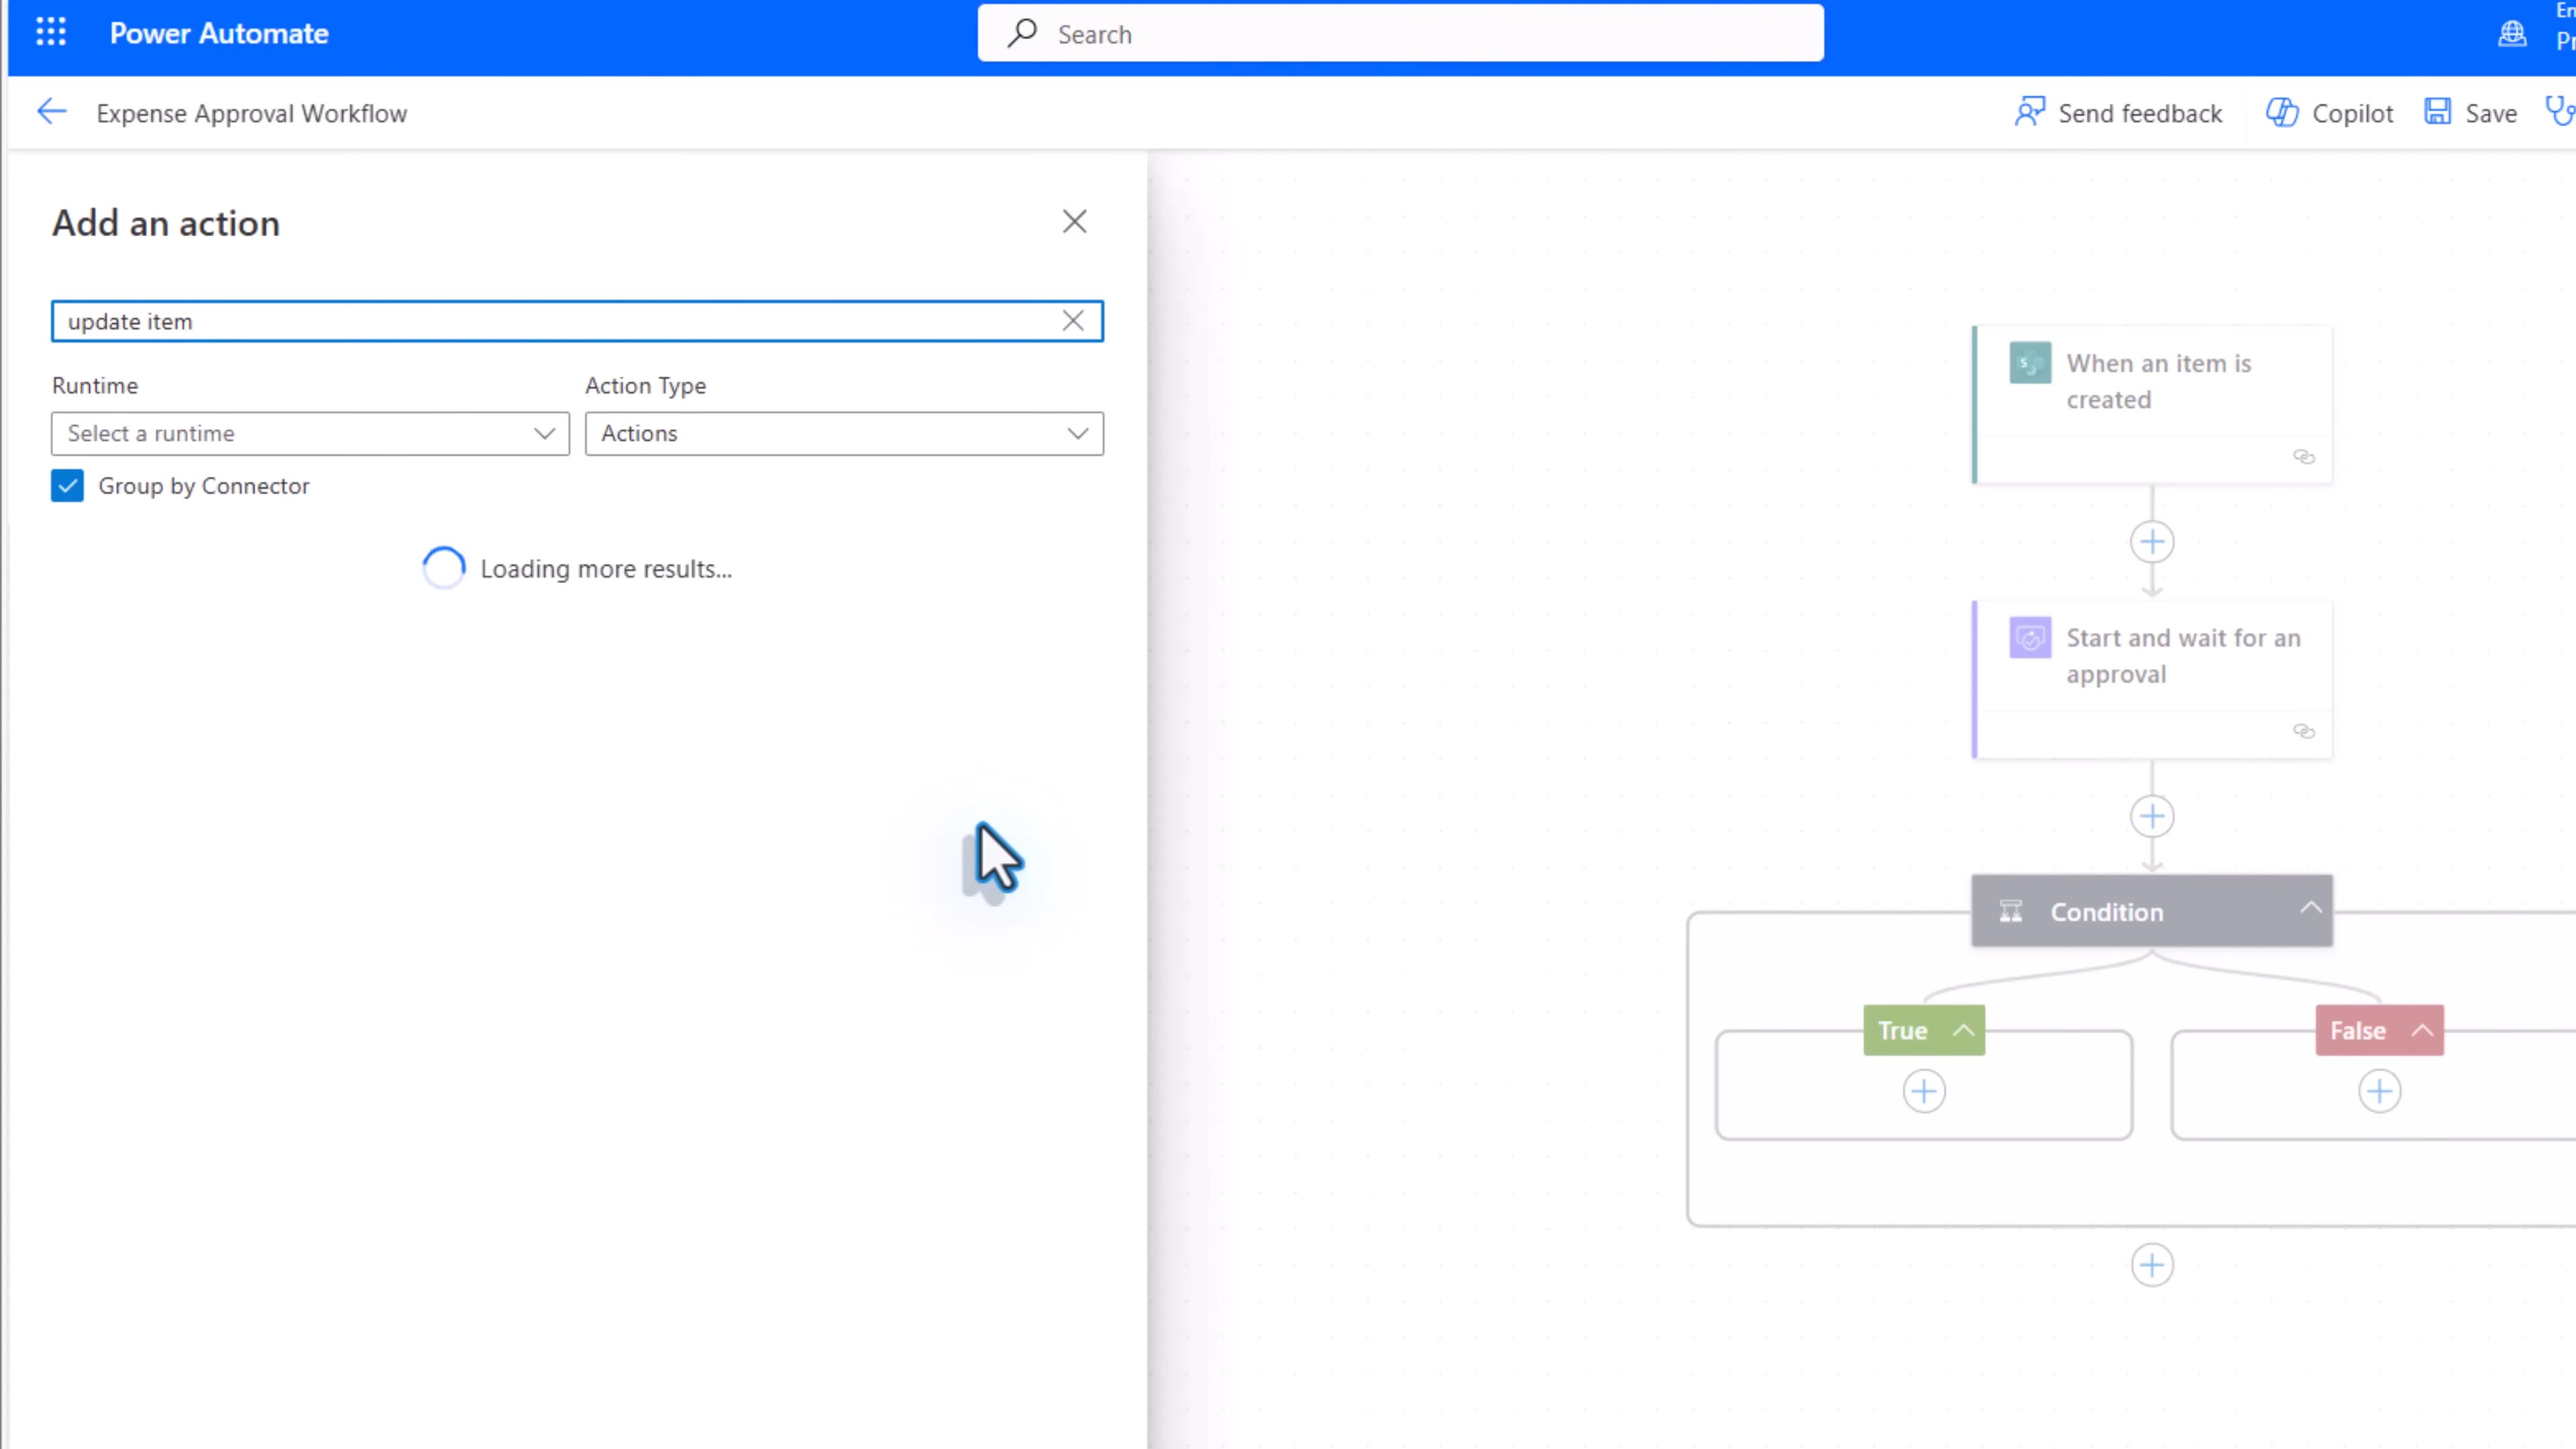 Power Automate
Search
Expense Approval Workflow
Send feedback
Copilot
Save
Add an action
update item
Runtime
Action Type
Select a runtime
Actions
Group by Connector
Loading more results...
When an item is
created
Start and wait for an
approval
Condition
True
False